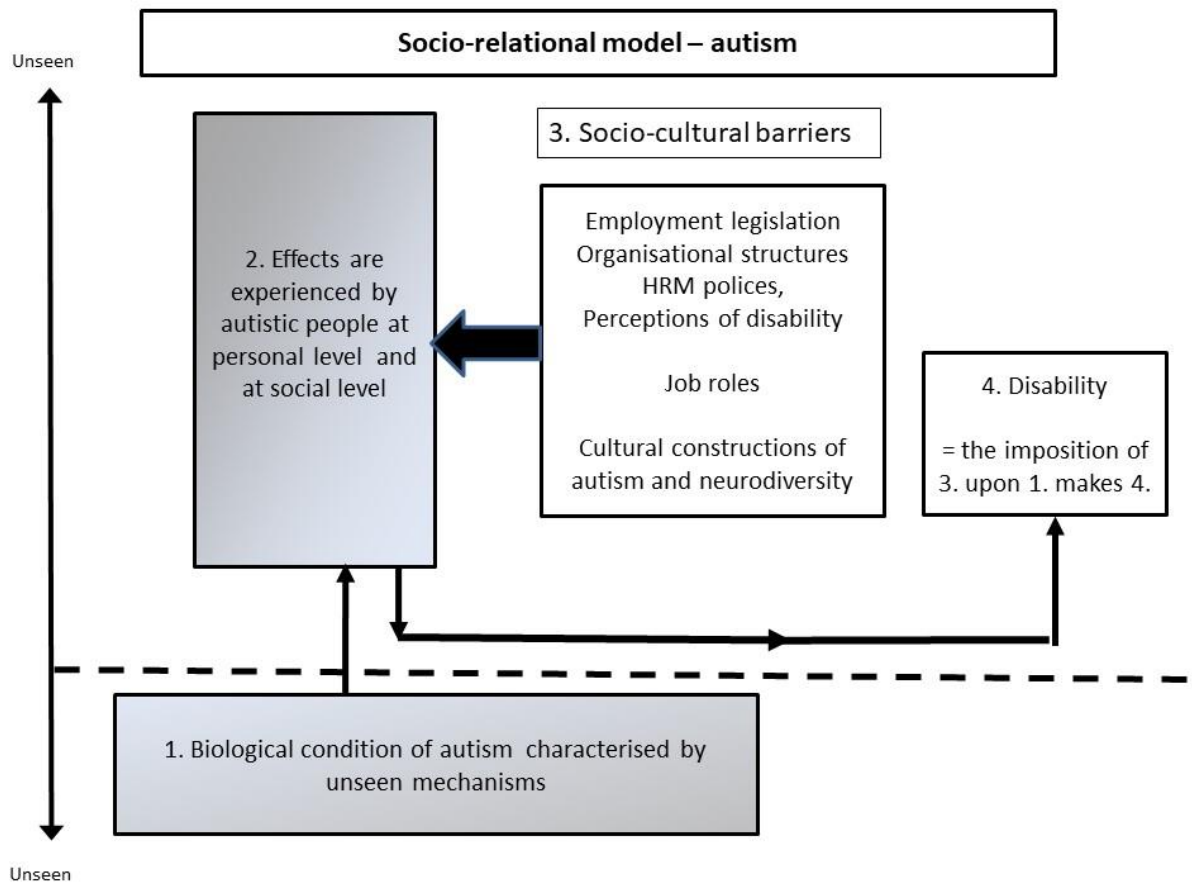 Socio-relational model – autism
Unseen
3. Socio-cultural barriers
2. Effects are
experienced by
autistic people at
personal level and
at social level
Employment legislation
Organisational structures
HRM polices,
Perceptions of disability
Job roles
Cultural constructions of
autism and neurodiversity
4. Disability
= the imposition of
3. upon 1. makes 4.
1. Biological condition of autism characterised by
unseen mechanisms
Unseen